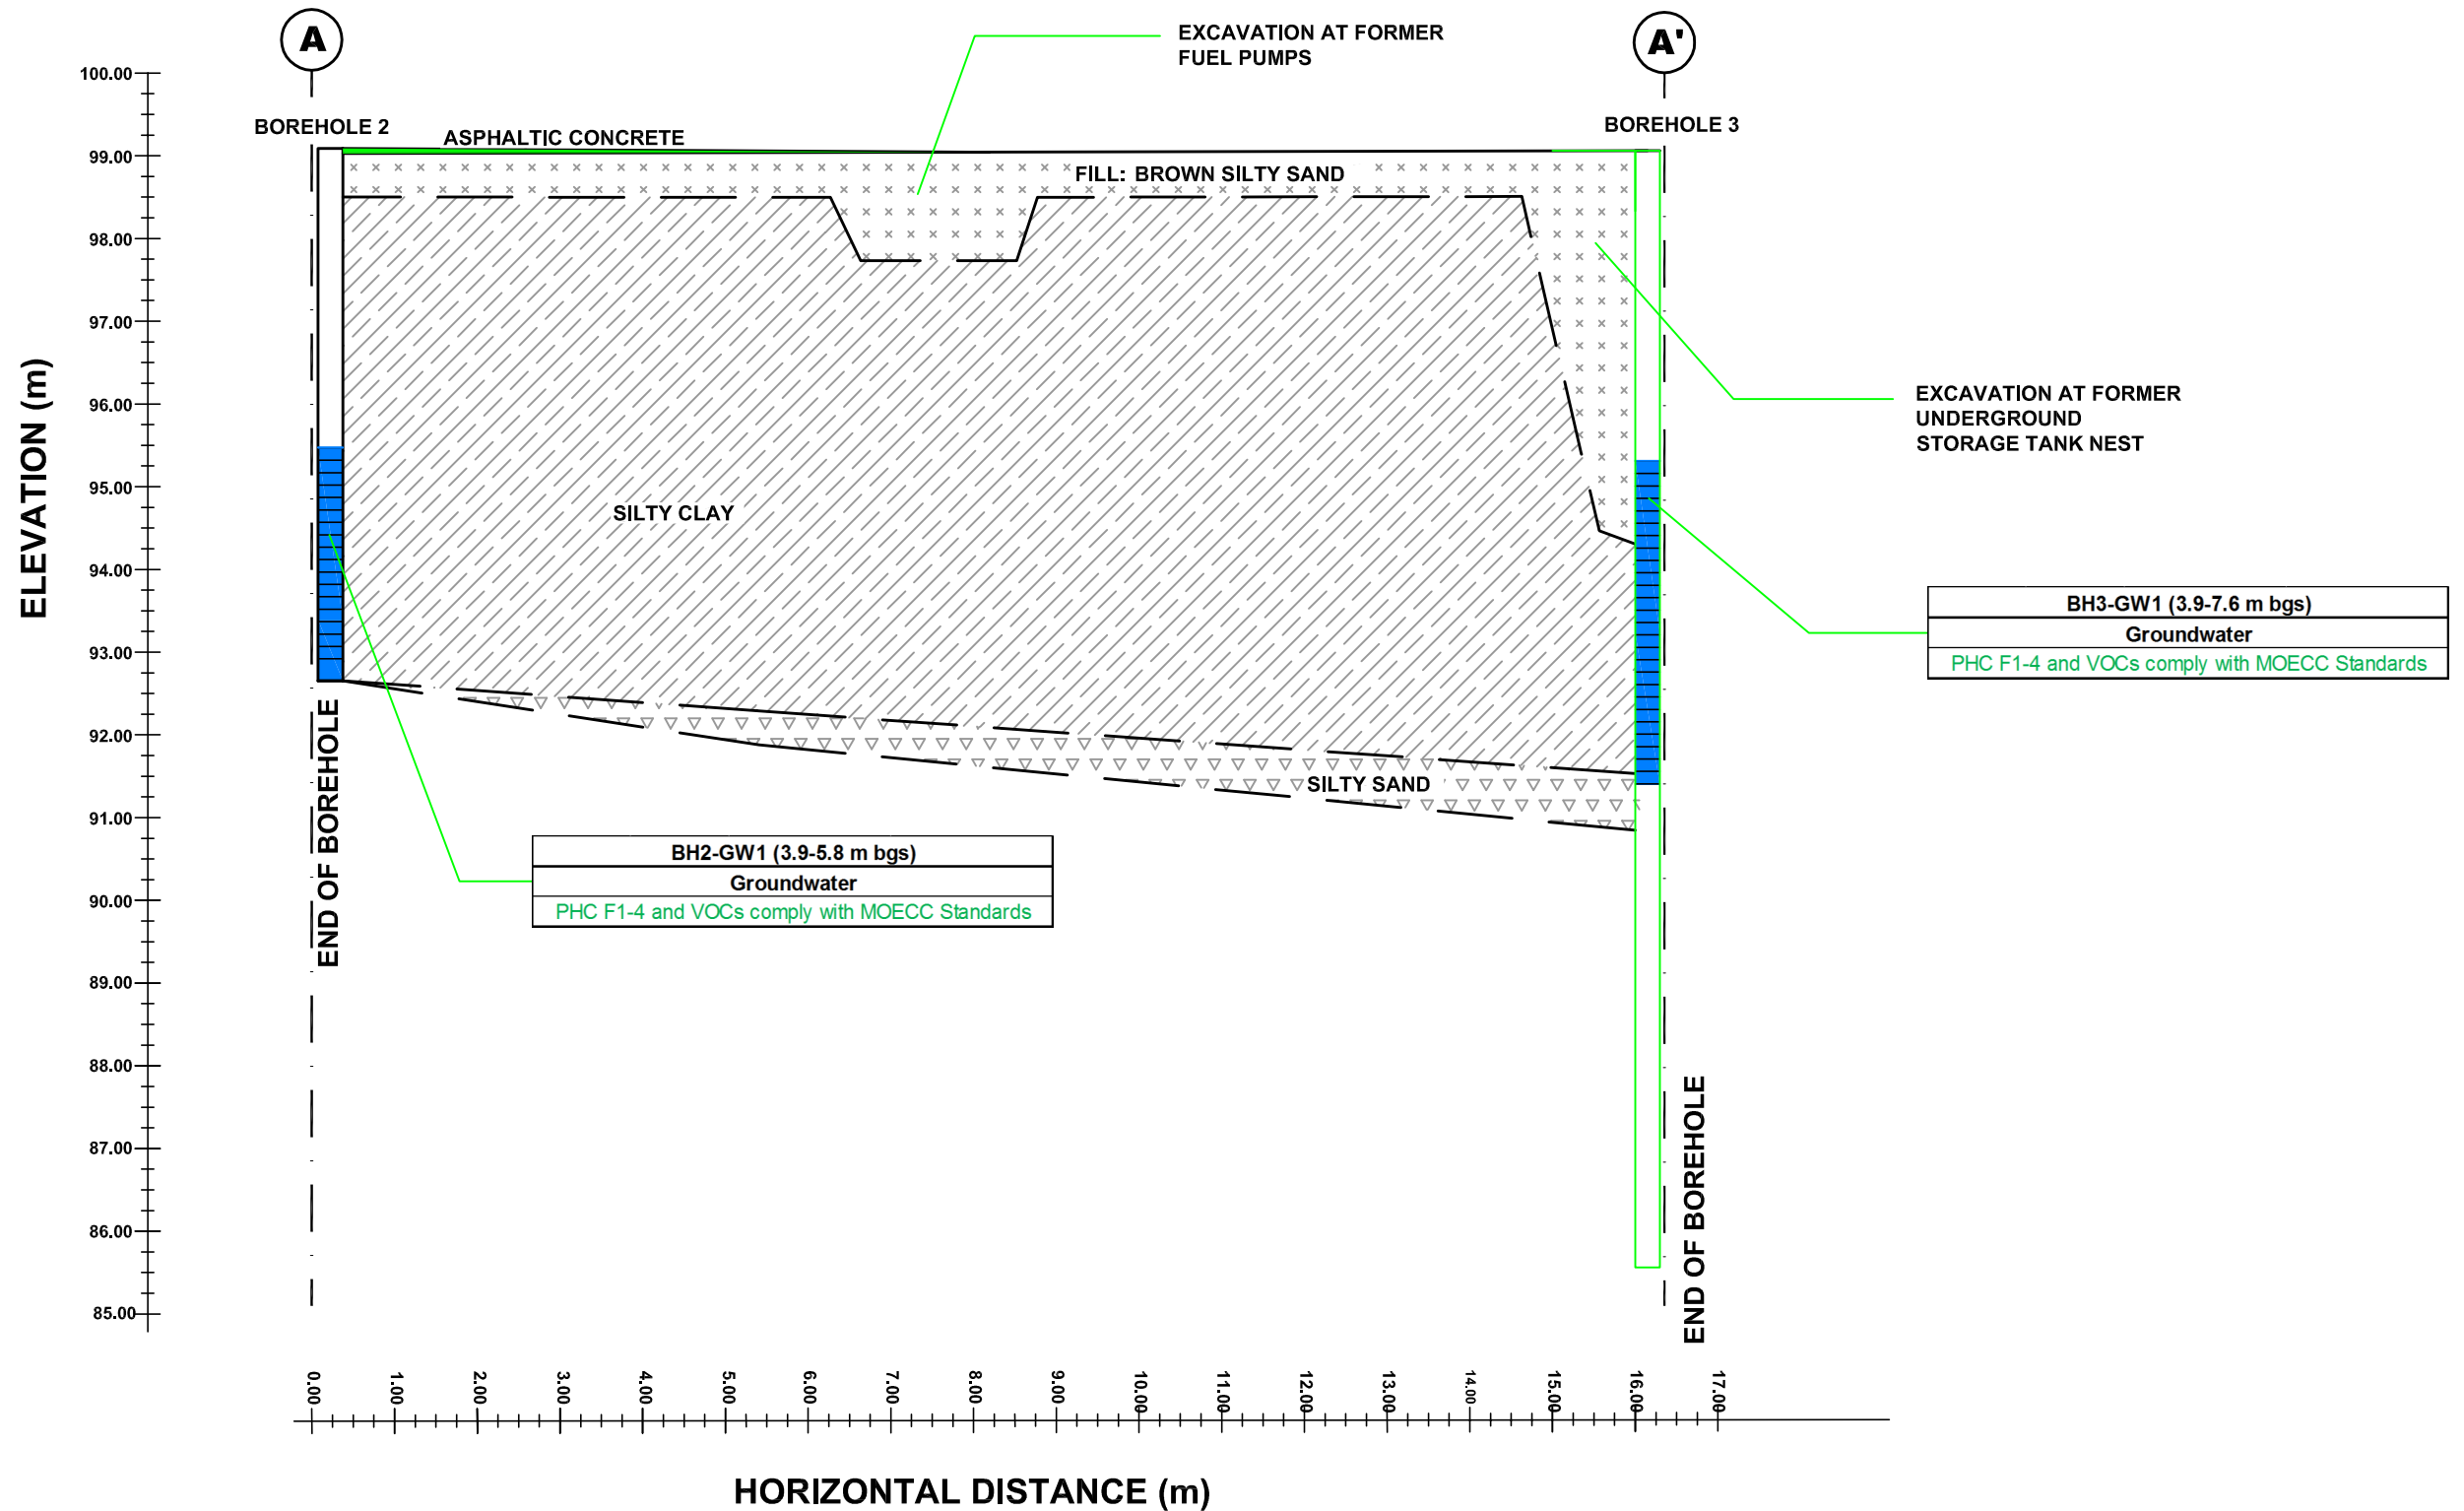 A
A'
EXCAVATION AT FORMER
FUEL PUMPS
BOREHOLE 2
BOREHOLE 3
ASPHALTIC CONCRETE
FILL: BROWN SILTY SAND
ELEVATION (m)
100.00
99.00
98.00
97.00
96.00
95.00
94.00
93.00
92.00
91.00
90.00
89.00
88.00
87.00
86.00
85.00
EXCAVATION AT FORMER
UNDERGROUND
STORAGE TANK NEST
SILTY CLAY
BH3-GW1 (3.9-7.6 m bgs)
Groundwater
PHC F1-4 and VOCs comply with MOECC Standards
SILTY SAND
END OF BOREHOLE
BH2-GW1 (3.9-5.8 m bgs)
Groundwater
PHC F1-4 and VOCs comply with MOECC Standards
END OF BOREHOLE
0.00
1.00
2.00
3.00
4.00
5.00
6.00
7.00
8.00
9.00
10.00
11.00
12.00
13.00
14.00
15.00
16.00
17.00
HORIZONTAL DISTANCE (m)